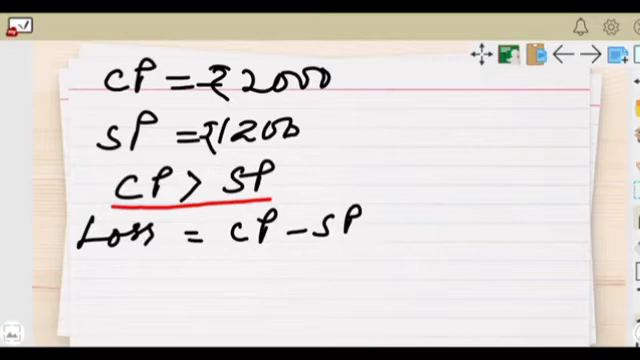 CP = ₹ 2000
SP = ₹1200
CP > SP
Loss = CP - SP